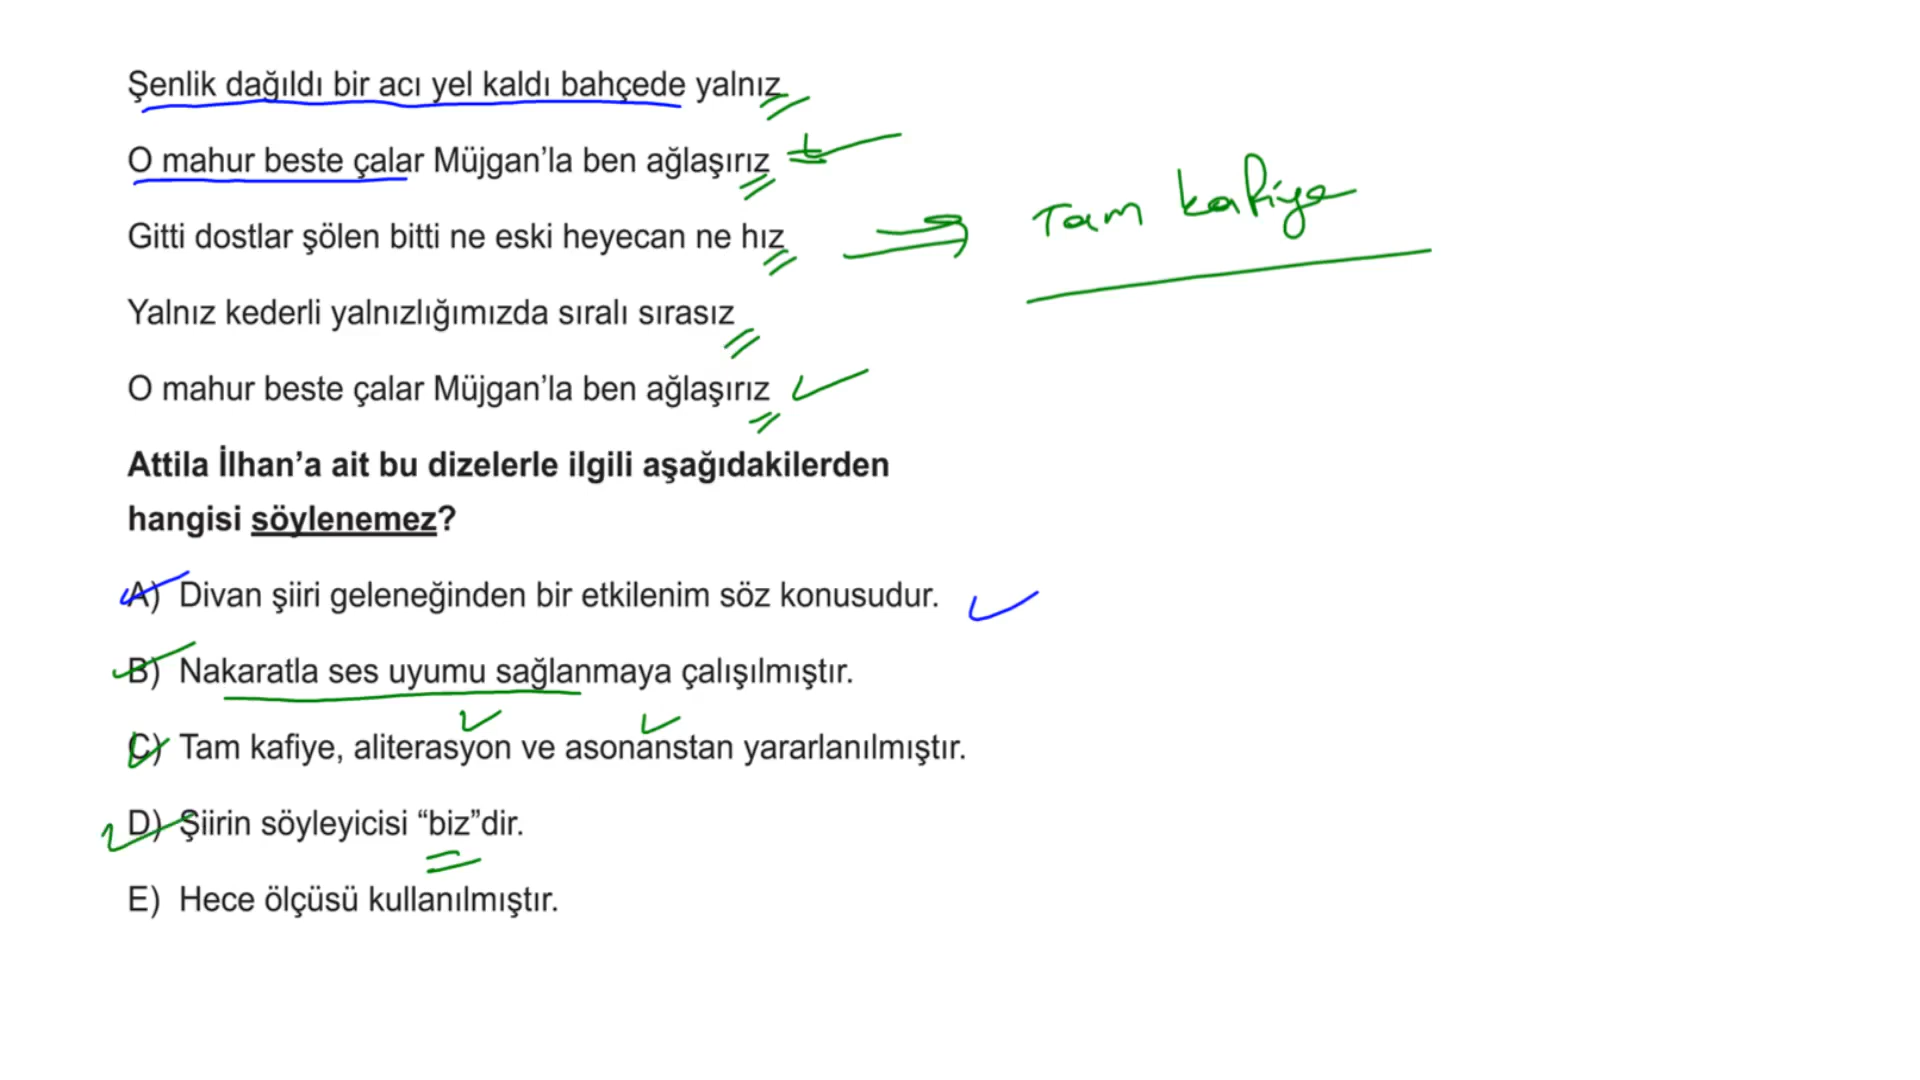 Şenlik dağıldı bir acı yel kaldı bahçede yalnız
O mahur beste çalar Müjgan’la ben ağlaşırız
Gitti dostlar şölen bitti ne eski heyecan ne hız
Tam kafiye
Yalnız kederli yalnızlığımızda sıralı sırasız
O mahur beste çalar Müjgan’la ben ağlaşırız
Attila İlhan’a ait bu dizelerle ilgili aşağıdakilerden
hangisi söylenemez?
A) Divan şiiri geleneğinden bir etkilenim söz konusudur.
B) Nakaratla ses uyumu sağlanmaya çalışılmıştır.
C) Tam kafiye, aliterasyon ve asonanstan yararlanılmıştır.
D) Şiirin söyleyicisi “biz”dir.
E) Hece ölçüsü kullanılmıştır.